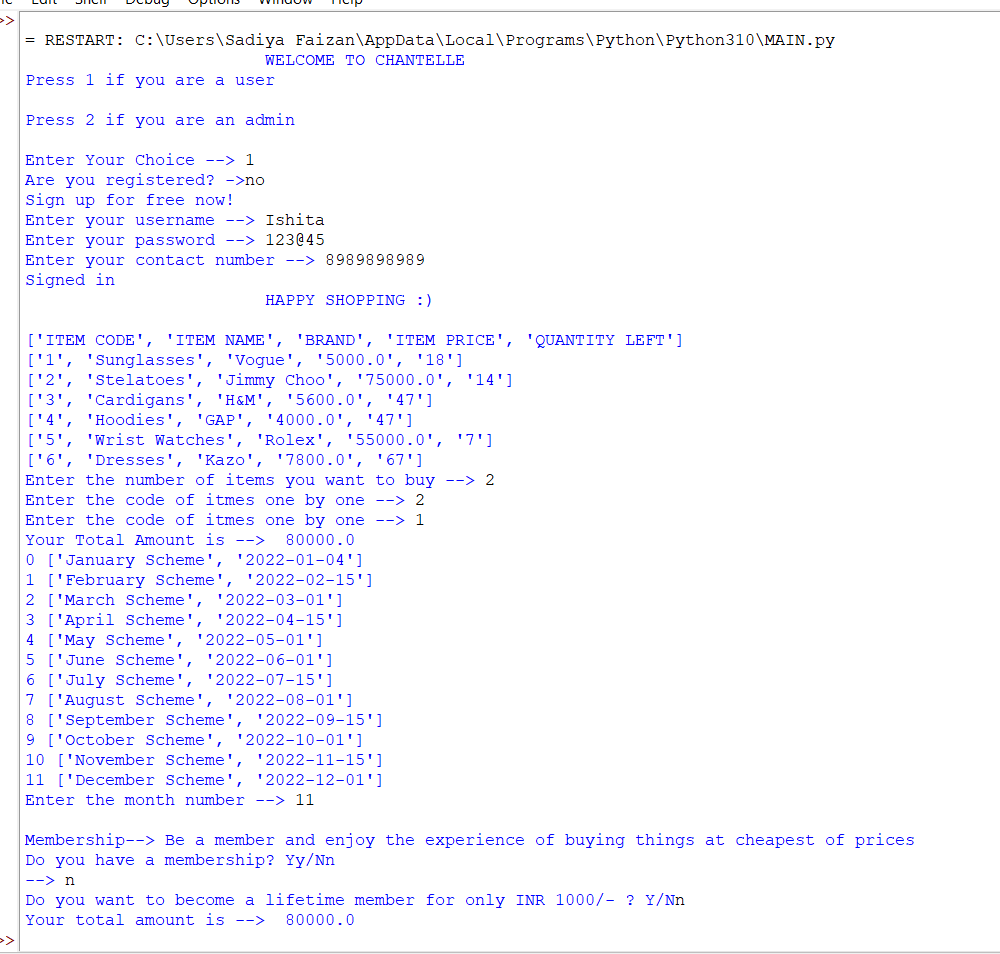 Edit Shell Debug Options Window Help
>>
= RESTART: C:\Users\Sadiya Faizan\AppData\Local\Programs\Python\Python310\MAIN.py
WELCOME TO CHANTELLE
Press 1 if you are a user
Press 2 if you are an admin
Enter Your Choice --> 1
Are you registered? ->no
Sign up for free now!
Enter your username --> Ishita
Enter your password --> 123@45
Enter your contact number --> 8989898989
Signed in
HAPPY SHOPPING :)
['ITEM CODE', 'ITEM NAME', 'BRAND', 'ITEM PRICE', 'QUANTITY LEFT']
['1', 'Sunglasses', 'Vogue', '5000.0', '18']
['2', 'Stelatoes', 'Jimmy Choo', '75000.0', '14']
['3', 'Cardigans', 'H&M', '5600.0', '47']
['4', 'Hoodies', 'GAP', '4000.0', '47']
['5', 'Wrist Watches', 'Rolex', '55000.0', '7']
['6', 'Dresses', 'Kazo', '7800.0', '67']
Enter the number of items you want to buy --> 2
Enter the code of itmes one by one --> 2
Enter the code of itmes one by one --> 1
Your Total Amount is -->  80000.0
0 ['January Scheme', '2022-01-04']
1 ['February Scheme', '2022-02-15']
2 ['March Scheme', '2022-03-01']
3 ['April Scheme', '2022-04-15']
4 ['May Scheme', '2022-05-01']
5 ['June Scheme', '2022-06-01']
6 ['July Scheme', '2022-07-15']
7 ['August Scheme', '2022-08-01']
8 ['September Scheme', '2022-09-15']
9 ['October Scheme', '2022-10-01']
10 ['November Scheme', '2022-11-15']
11 ['December Scheme', '2022-12-01']
Enter the month number --> 11
Membership--> Be a member and enjoy the experience of buying things at cheapest of prices
Do you have a membership? Yy/Nn
--> n
Do you want to become a lifetime member for only INR 1000/- ? Y/Nn
Your total amount is -->  80000.0
>>